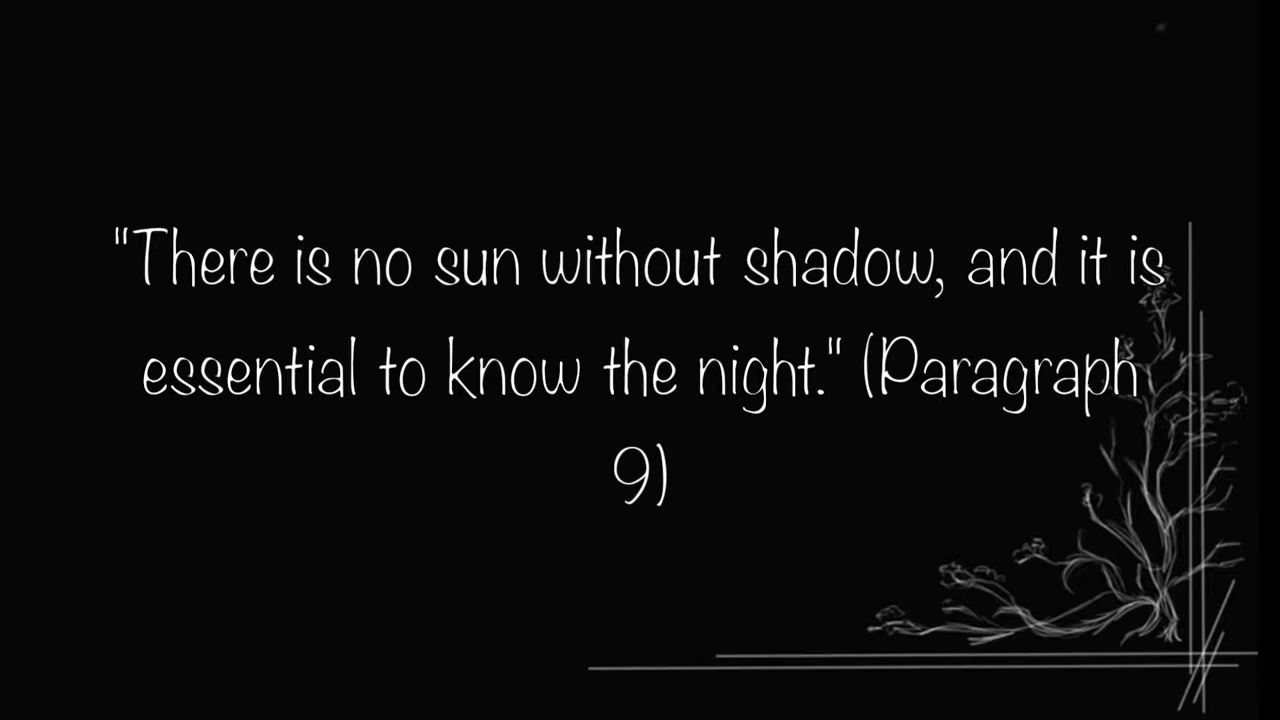 "There is no sun without shadow, and it is
essential to know the night." (Paragraph
9)